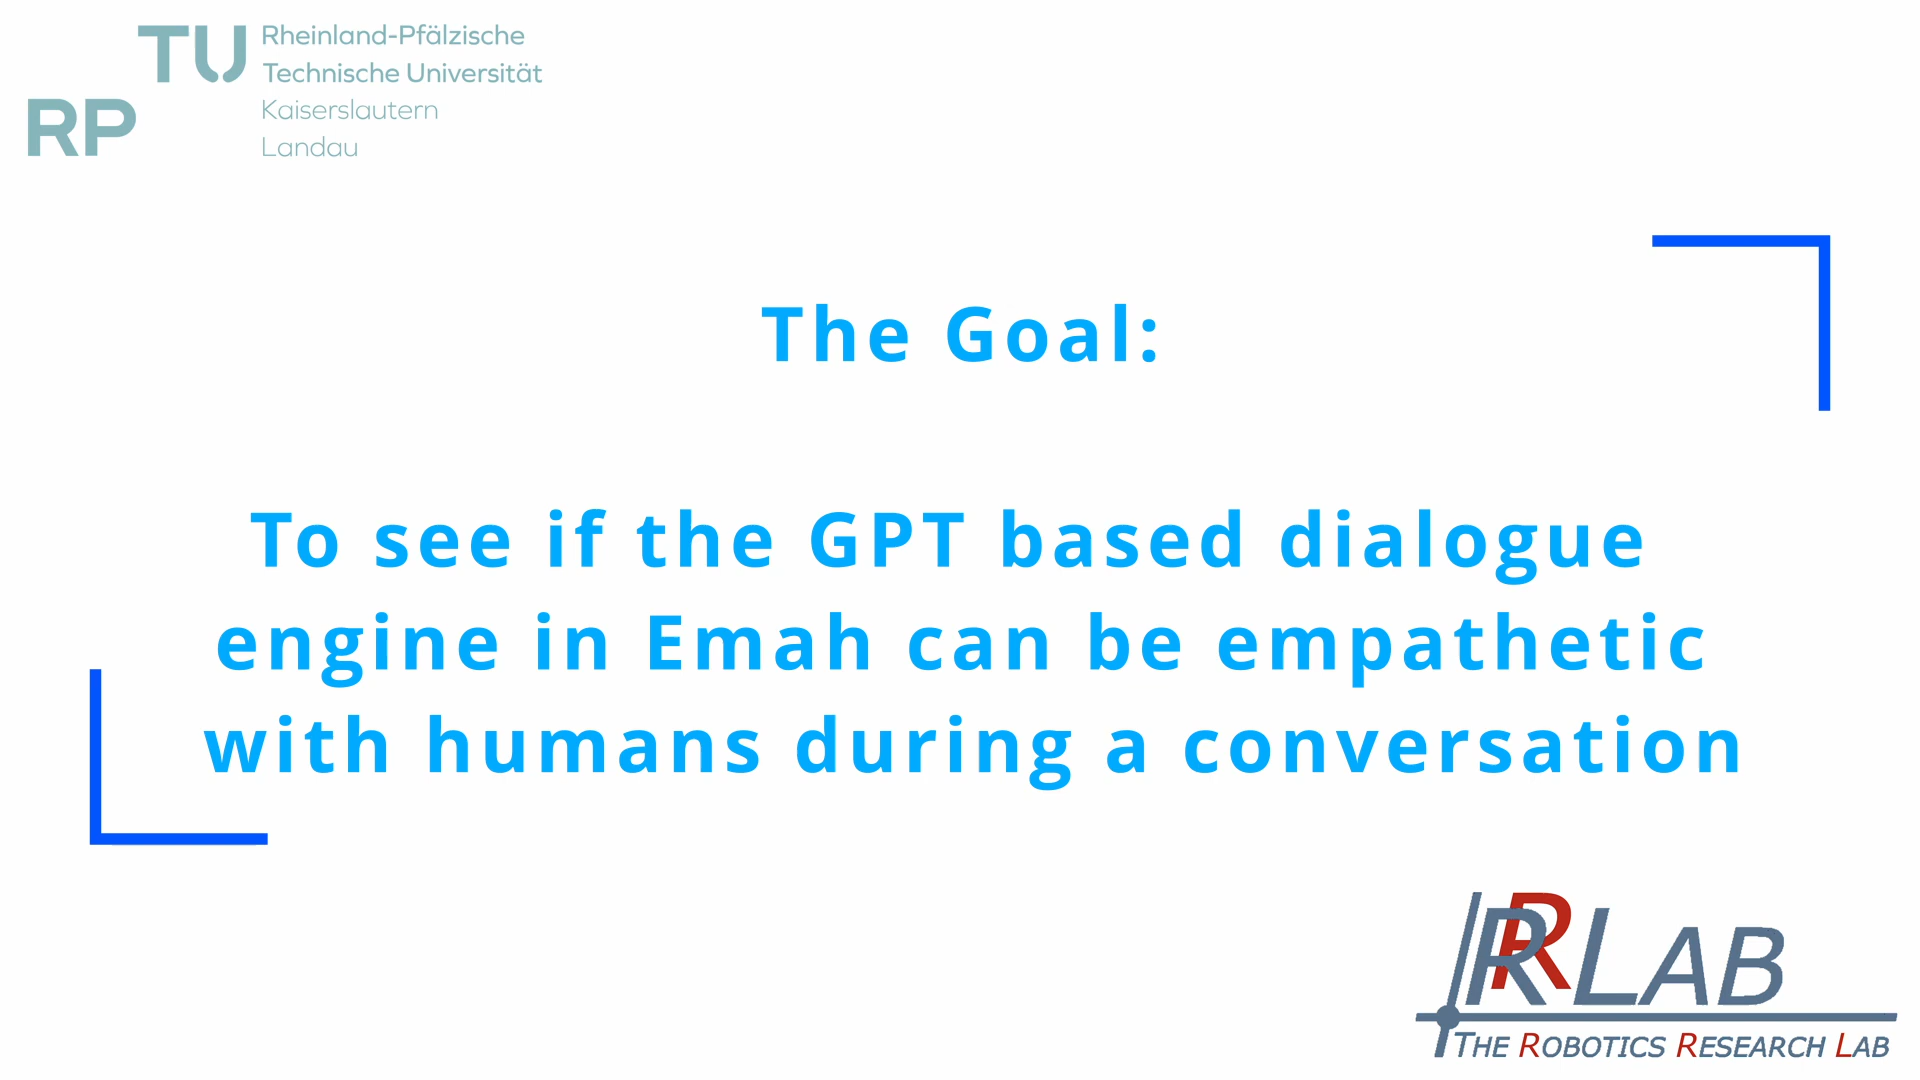 TU Rheinland-Pfälzische
Technische Universität
RP Kaiserslautern
Landau
The Goal:
To see if the GPT based dialogue
engine in Emah can be empathetic
with humans during a conversation
RRLAB
THE ROBOTICS RESEARCH LAB